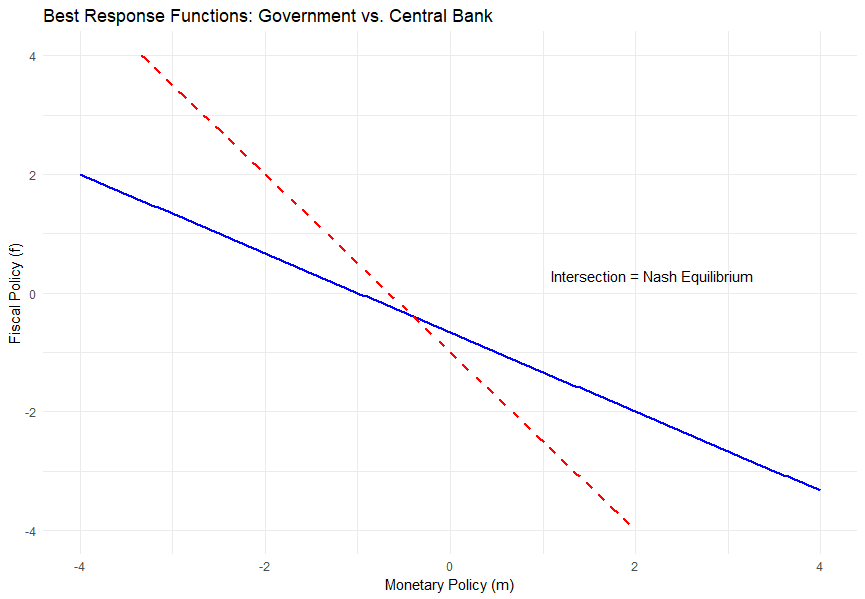 Best Response Functions: Government vs. Central Bank
4
2
0
-2
-4
Fiscal Policy (f)
Intersection = Nash Equilibrium
-4
-2
0
2
4
Monetary Policy (m)